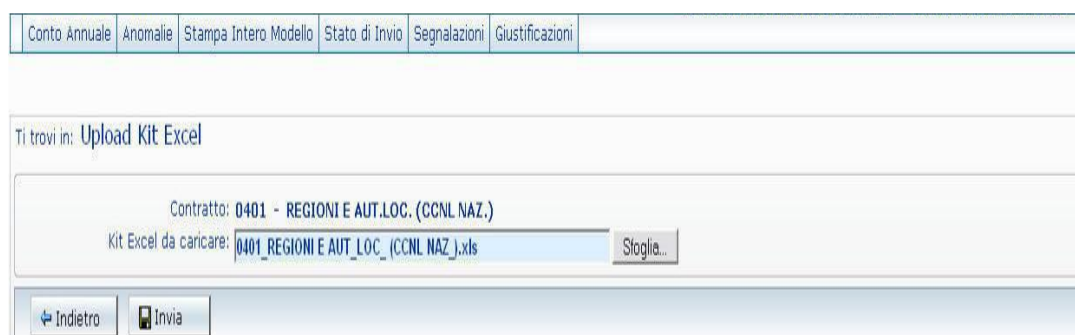 Conto Annuale Anomalie Stampa Intero Modello Stato di Invio Segnalazioni Giustificazioni
Ti trovi in: Upload Kit Excel
Contratto: 0401 - REGIONI E AUT.LOC. (CCNL NAZ.)
Kit Excel da caricare: 0401_REGIONI E AUT_LOC_ (CCNL NAZ_).xls Sfoglia...
Indietro Invia